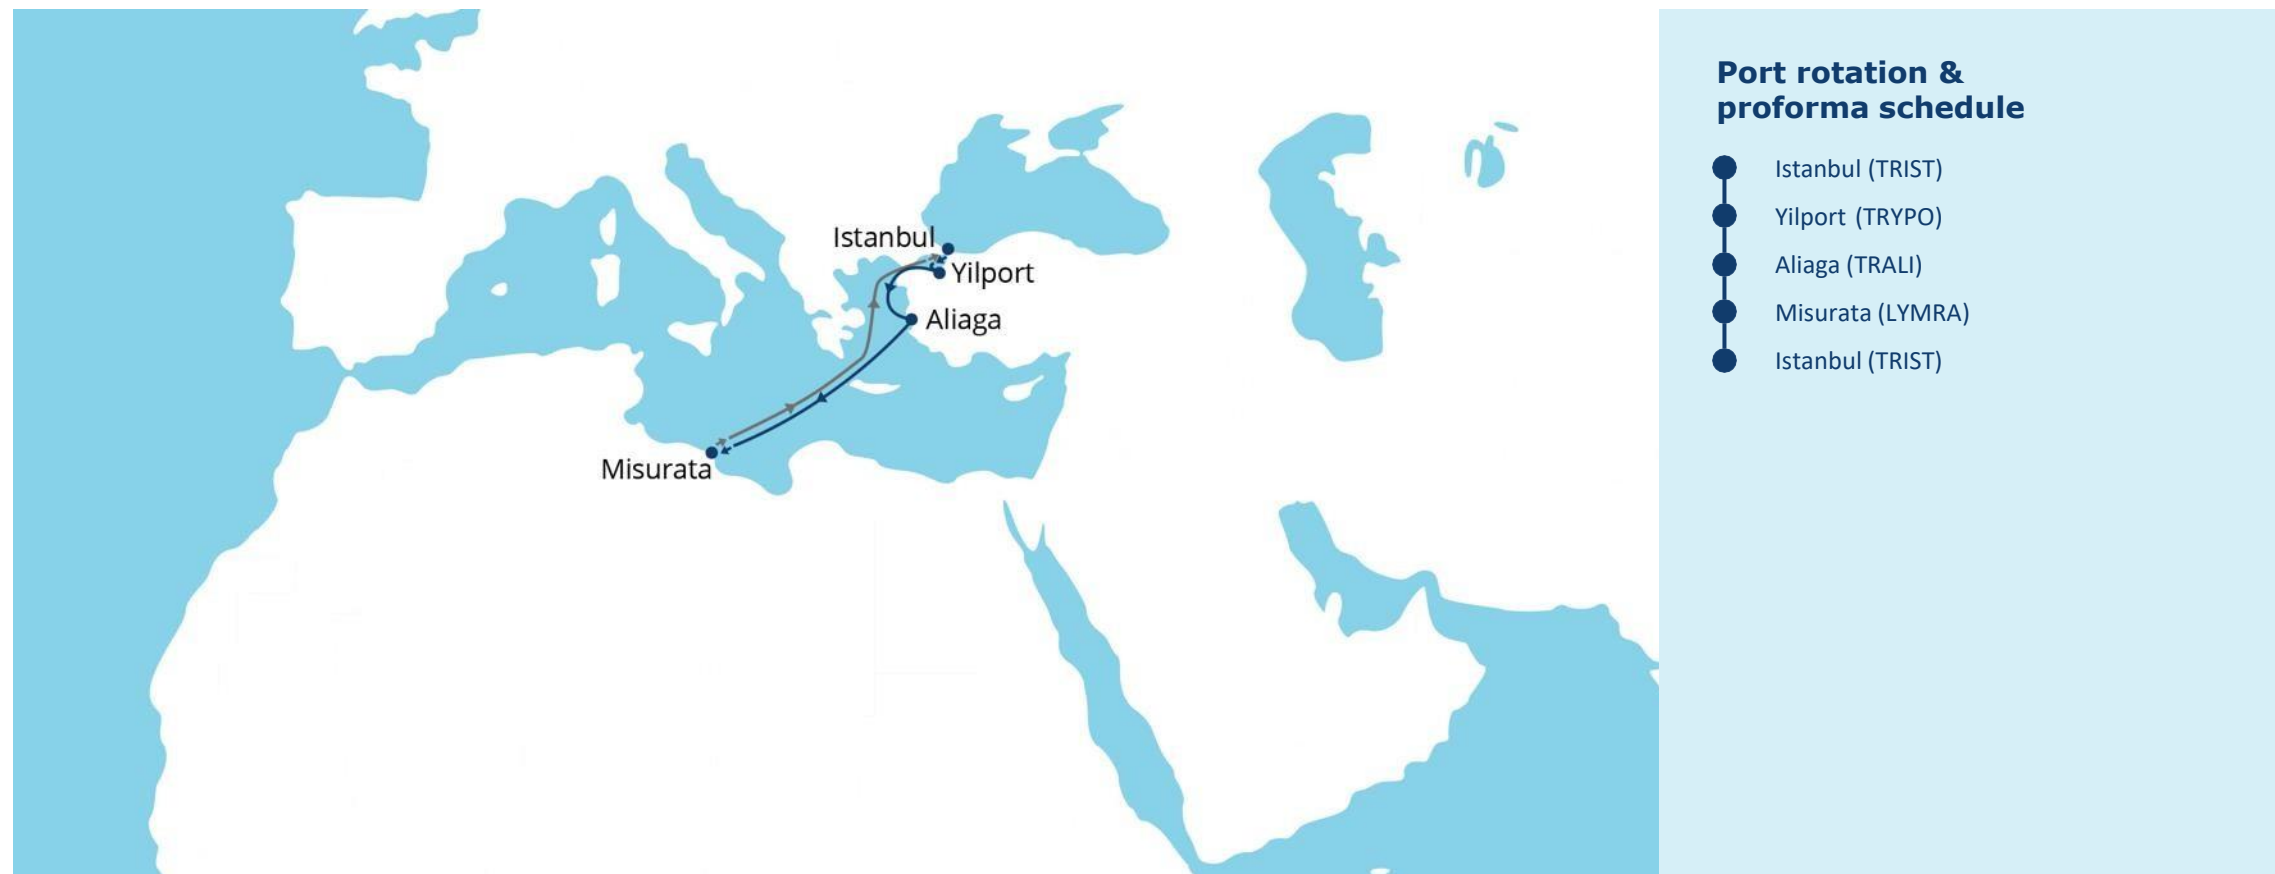 Port rotation &
proforma schedule
Istanbul (TRIST)
Yilport (TRYPO)
Aliaga (TRALI)
Misurata (LYMRA)
Istanbul (TRIST)
Istanbul
Yilport
Aliaga
Misurata